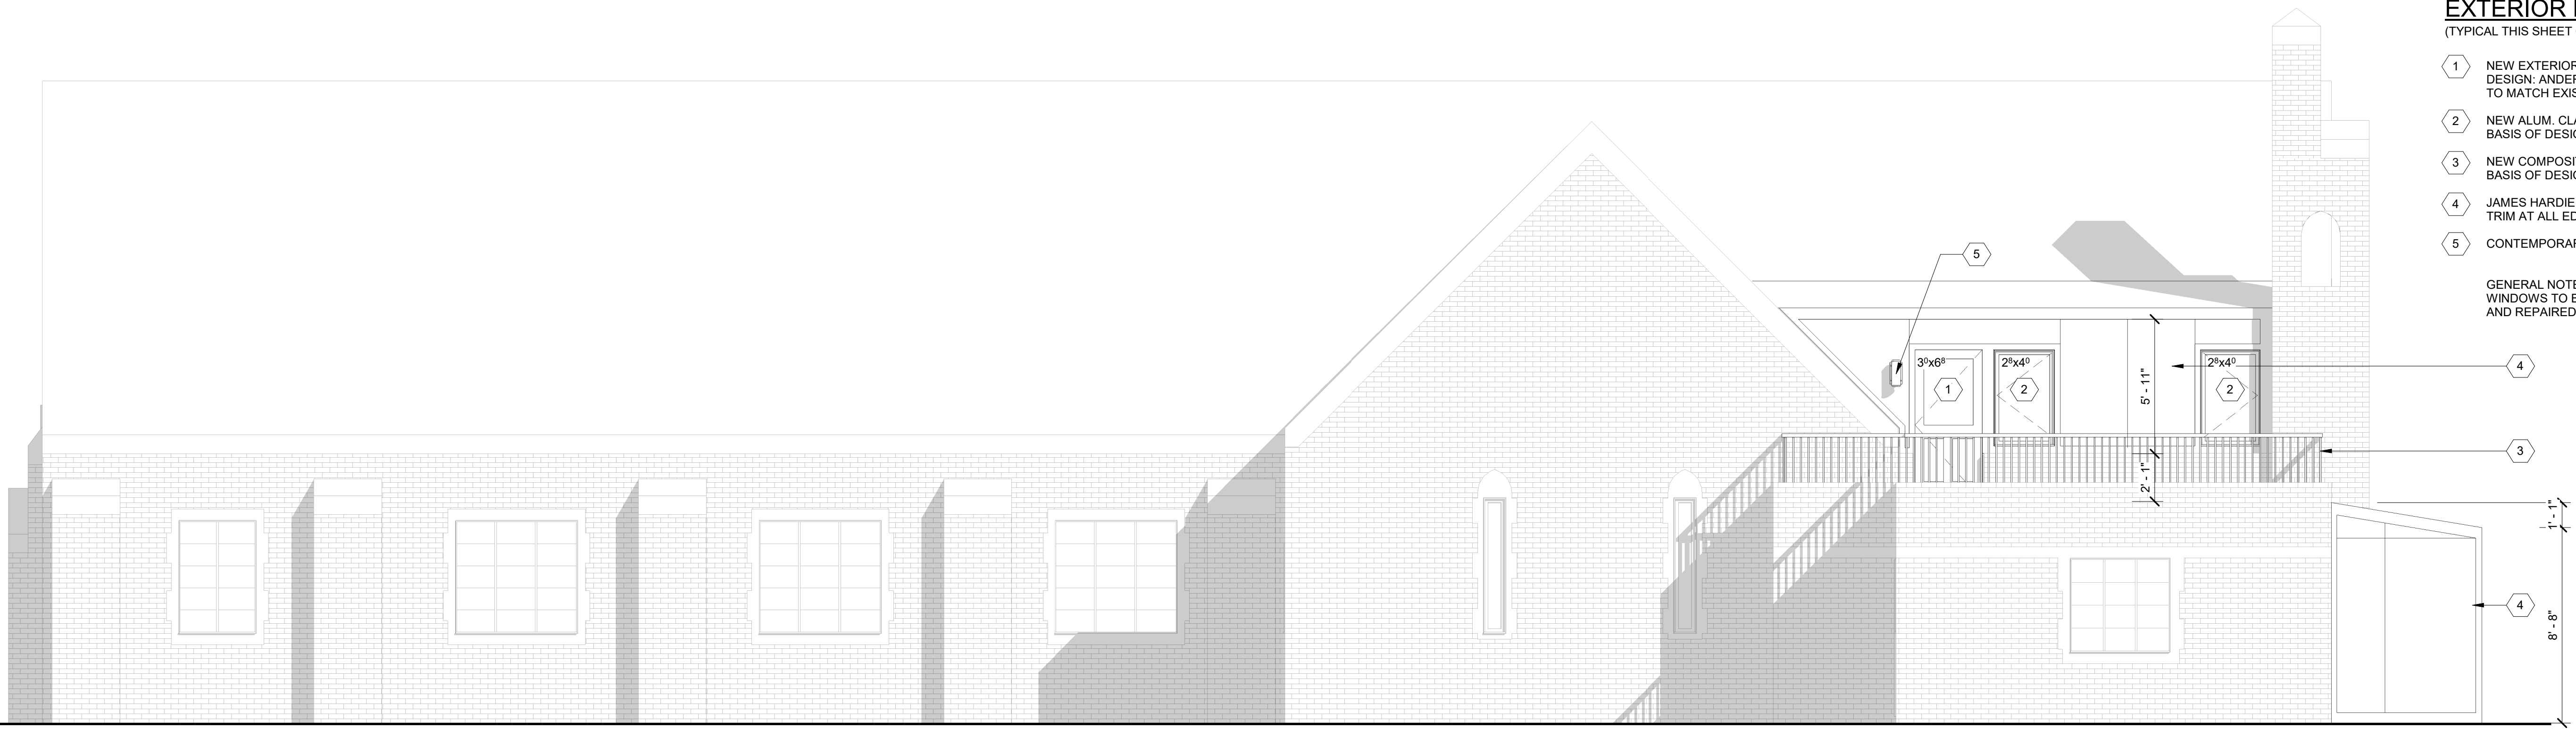 EXTERIOR
(TYPICAL THIS SHEET
1 NEW EXTERIOR
DESIGN: ANDER
TO MATCH EXIS
2 NEW ALUM. CLA
BASIS OF DESIG
3 NEW COMPOSI
BASIS OF DESIG
4 JAMES HARDIE
TRIM AT ALL ED
5 CONTEMPORAR
GENERAL NOTE
WINDOWS TO B
AND REPAIRED
5
3⁰x6⁸
1
2⁸x4⁰
2
5' - 11"
2⁸x4⁰
2
4
3
2' - 1"
1' - 1"
4
8' - 8"